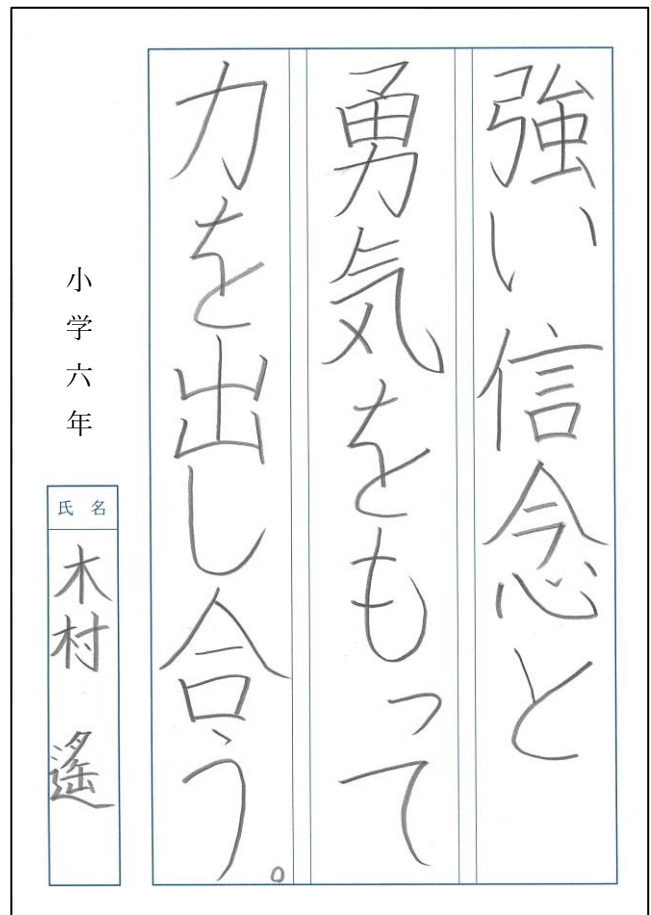 強い信念と
勇気をもって
力を出し合う。
小学六年
氏名
木村 遙